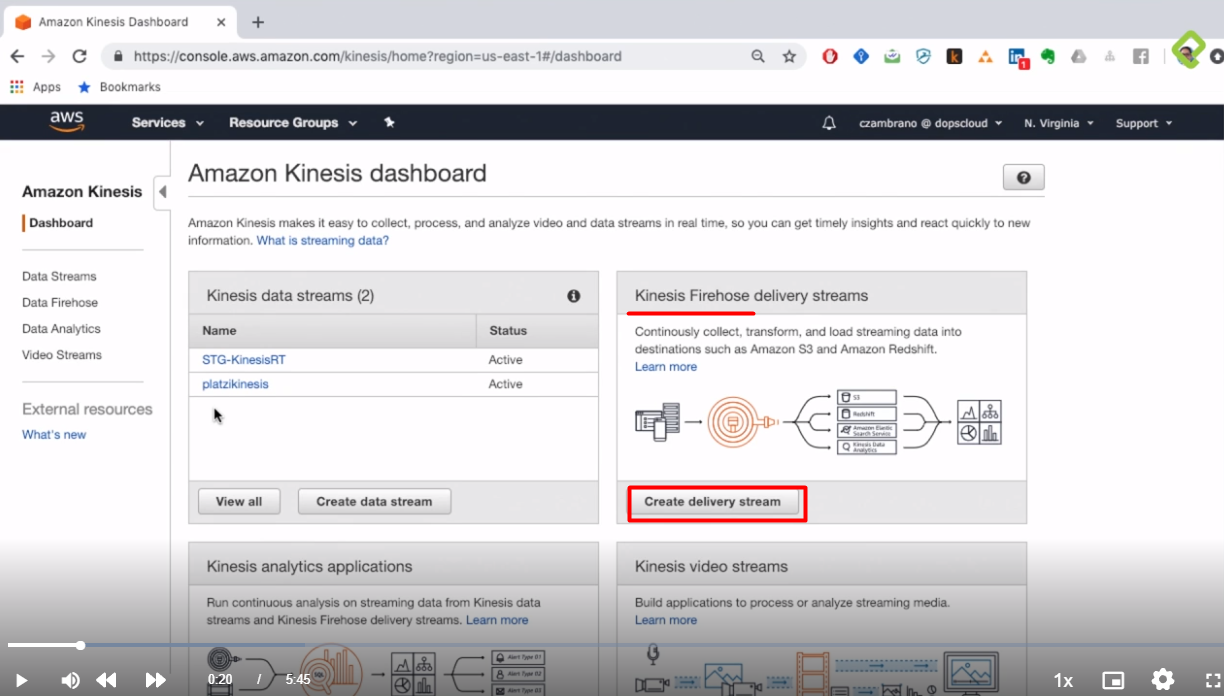 Amazon Kinesis Dashboard
https://console.aws.amazon.com/kinesis/home?region=us-east-1#/dashboard
1
Apps
Bookmarks
aws
Services
Resource Groups
czambrano @ dopscloud
N. Virginia
Support
Amazon Kinesis
Dashboard
Data Streams
Data Firehose
Data Analytics
Video Streams
External resources
What's new
Amazon Kinesis dashboard
Amazon Kinesis makes it easy to collect, process, and analyze video and data streams in real time, so you can get timely insights and react quickly to new
information. What is streaming data?
Kinesis data streams (2)
Name Status
STG-KinesisRT Active
platzikinesis Active
View all
Create data stream
Kinesis Firehose delivery streams
Continously collect, transform, and load streaming data into
destinations such as Amazon S3 and Amazon Redshift.
Learn more
S3
Redshift
Amazon Elastic
Search Service
Kinesis Data
Analytics
Create delivery stream
Kinesis analytics applications
Run continuous analysis on streaming data from Kinesis data
streams and Kinesis Firehose delivery streams. Learn more
SQL
Alert Type 01
Alert Type 02
Alert Type 03
Kinesis video streams
Build applications to process or analyze streaming media.
Learn more
0:20 / 5:45
1x